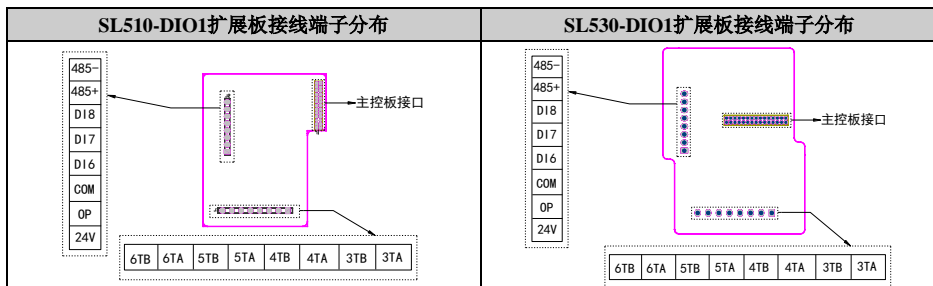 SL510-DIO1扩展板接线端子分布
485-
485+
DI8
DI7
DI6
COM
OP
24V
主控板接口
6TB 6TA 5TB 5TA 4TB 4TA 3TB 3TA
SL530-DIO1扩展板接线端子分布
485-
485+
DI8
DI7
DI6
COM
OP
24V
主控板接口
6TB 6TA 5TB 5TA 4TB 4TA 3TB 3TA